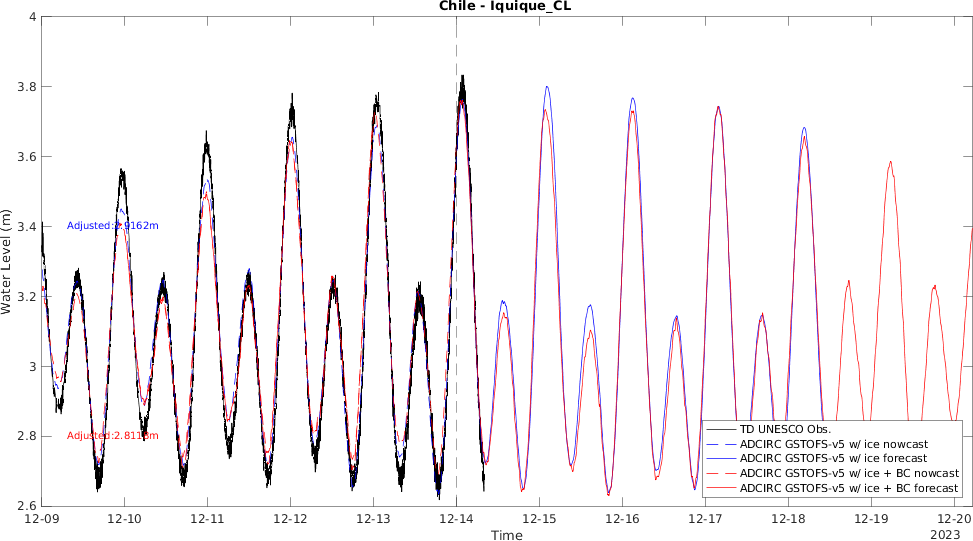 Chile - Iquique_CL
Water Level (m)
4
3.8
3.6
3.4
3.2
3
2.8
2.6
Adjusted:
Adjusted:2.811
12-09 12-10 12-11 12-12 12-13 12-14 12-15 12-16 12-17 12-18 12-19 12-20
2023
Time
TD UNESCO Obs.
ADCIRC GSTOFS-v5 w/ ice nowcast
ADCIRC GSTOFS-v5 w/ ice forecast
ADCIRC GSTOFS-v5 w/ ice + BC nowcast
ADCIRC GSTOFS-v5 w/ ice + BC forecast